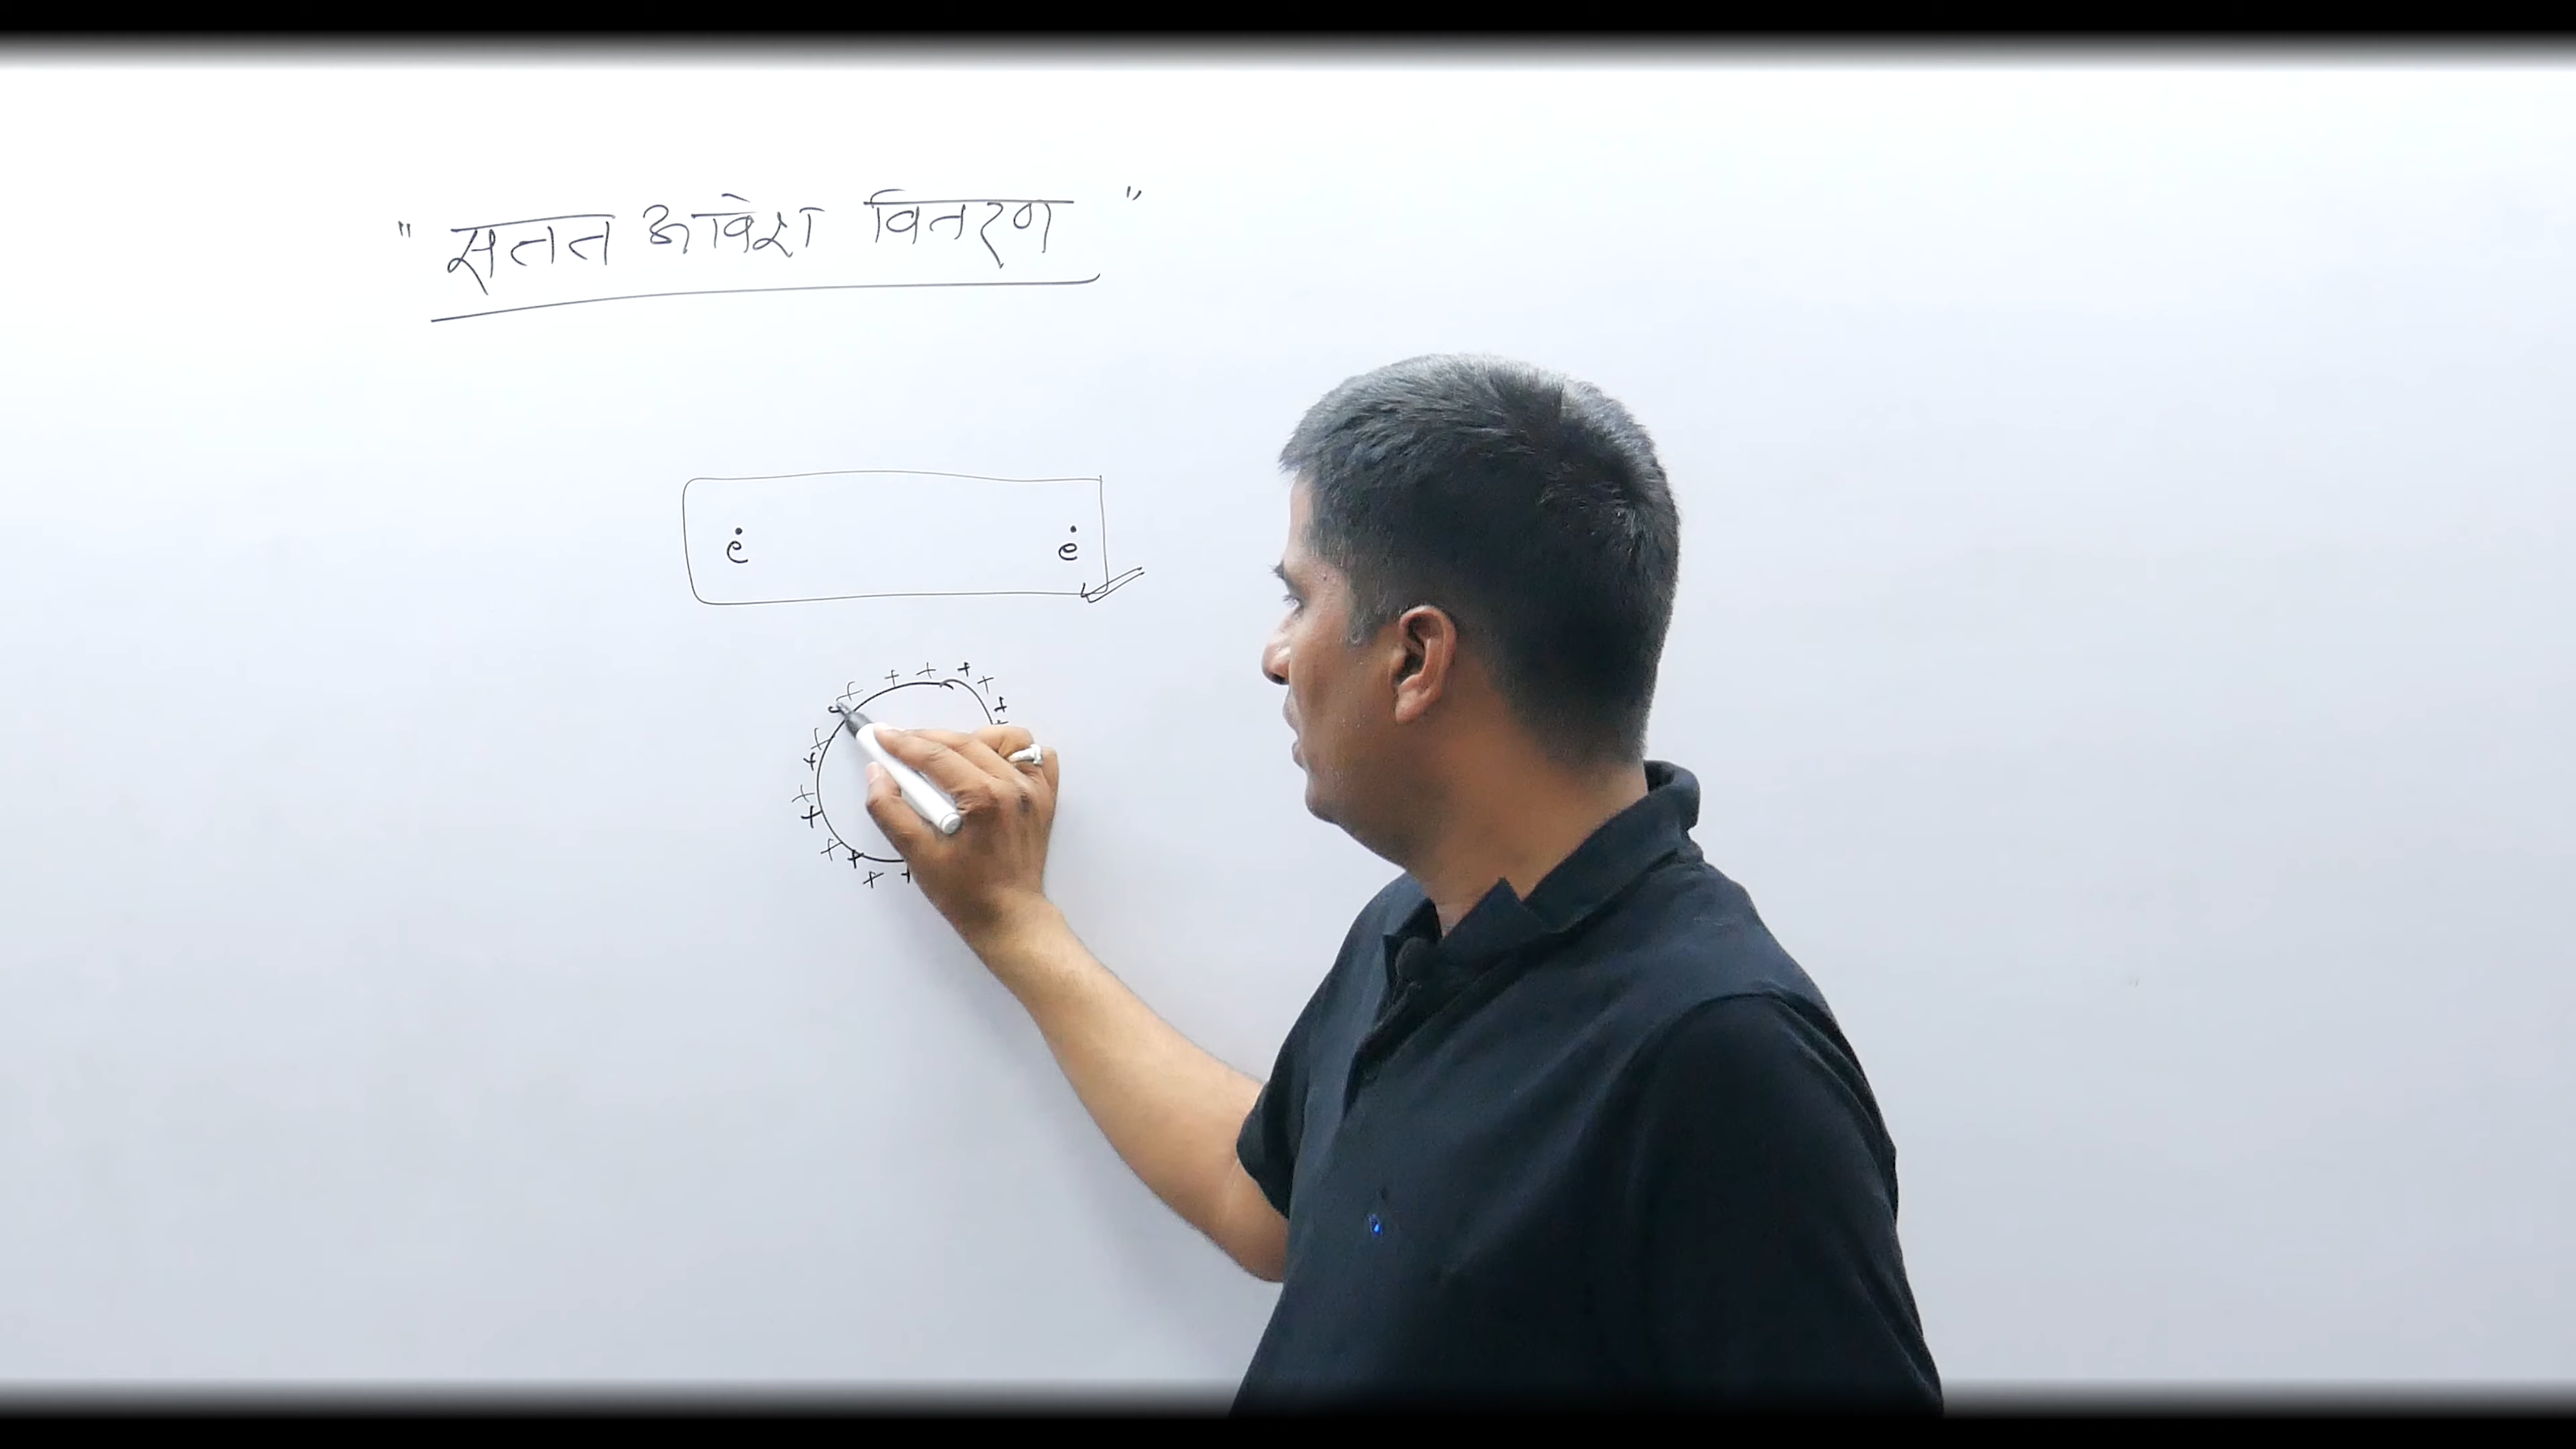 " सतत आवेश वितरण "
e e
+ + + + + + + + + + + + + + + +